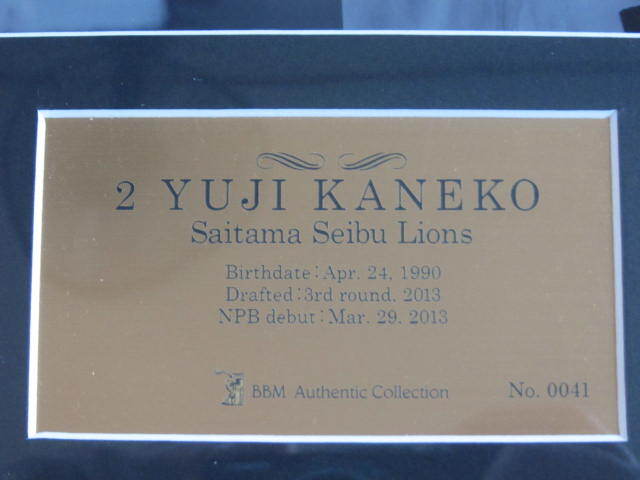 2 YUJI KANEKO
Saitama Seibu Lions
Birthdate:Apr. 24, 1990
Drafted:3rd round, 2013
NPB debut:Mar. 29. 2013
BBM Authentic Collection No. 0041